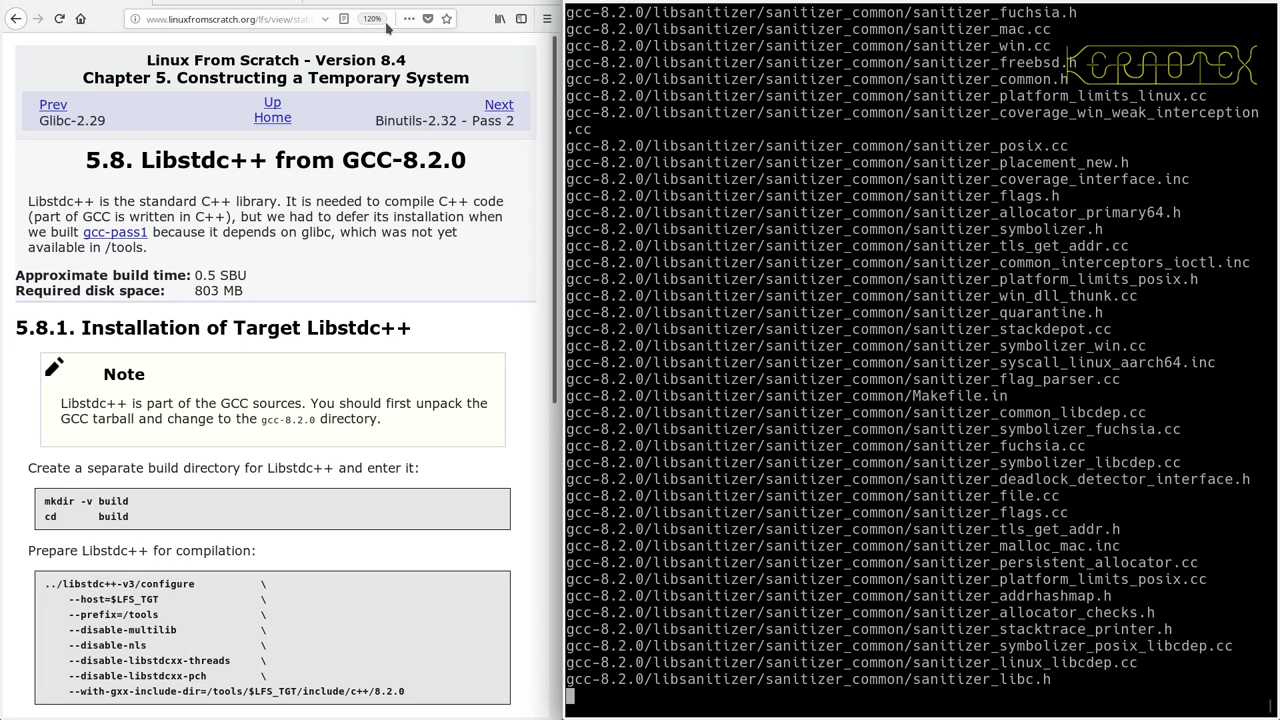 www.linuxfromscratch.org/lfs/view/stab
120%
Linux From Scratch - Version 8.4
Chapter 5. Constructing a Temporary System
Prev
Up
Next
Glibc-2.29
Home
Binutils-2.32 - Pass 2
5.8. Libstdc++ from GCC-8.2.0
Libstdc++ is the standard C++ library. It is needed to compile C++ code
(part of GCC is written in C++), but we had to defer its installation when
we built gcc-pass1 because it depends on glibc, which was not yet
available in /tools.
Approximate build time: 0.5 SBU
Required disk space: 803 MB
5.8.1. Installation of Target Libstdc++
Note
Libstdc++ is part of the GCC sources. You should first unpack the
GCC tarball and change to the gcc-8.2.0 directory.
Create a separate build directory for Libstdc++ and enter it:
mkdir -v build
cd build
Prepare Libstdc++ for compilation:
../libstdc++-v3/configure \
--host=$LFS_TGT \
--prefix=/tools \
--disable-multilib \
--disable-nls \
--disable-libstdcxx-threads \
--disable-libstdcxx-pch \
--with-gxx-include-dir=/tools/$LFS_TGT/include/c++/8.2.0
gcc-8.2.0/libsanitizer/sanitizer_common/sanitizer_fuchsia.h
gcc-8.2.0/libsanitizer/sanitizer_common/sanitizer_mac.cc
gcc-8.2.0/libsanitizer/sanitizer_common/sanitizer_win.cc
gcc-8.2.0/libsanitizer/sanitizer_common/sanitizer_freebsd.h
gcc-8.2.0/libsanitizer/sanitizer_common/sanitizer_common.h
gcc-8.2.0/libsanitizer/sanitizer_common/sanitizer_platform_limits_linux.cc
gcc-8.2.0/libsanitizer/sanitizer_common/sanitizer_coverage_win_weak_interception
.cc
gcc-8.2.0/libsanitizer/sanitizer_common/sanitizer_posix.cc
gcc-8.2.0/libsanitizer/sanitizer_common/sanitizer_placement_new.h
gcc-8.2.0/libsanitizer/sanitizer_common/sanitizer_coverage_interface.inc
gcc-8.2.0/libsanitizer/sanitizer_common/sanitizer_flags.h
gcc-8.2.0/libsanitizer/sanitizer_common/sanitizer_allocator_primary64.h
gcc-8.2.0/libsanitizer/sanitizer_common/sanitizer_symbolizer.h
gcc-8.2.0/libsanitizer/sanitizer_common/sanitizer_tls_get_addr.cc
gcc-8.2.0/libsanitizer/sanitizer_common/sanitizer_common_interceptors_ioctl.inc
gcc-8.2.0/libsanitizer/sanitizer_common/sanitizer_platform_limits_posix.h
gcc-8.2.0/libsanitizer/sanitizer_common/sanitizer_win_dll_thunk.cc
gcc-8.2.0/libsanitizer/sanitizer_common/sanitizer_quarantine.h
gcc-8.2.0/libsanitizer/sanitizer_common/sanitizer_stackdepot.cc
gcc-8.2.0/libsanitizer/sanitizer_common/sanitizer_symbolizer_win.cc
gcc-8.2.0/libsanitizer/sanitizer_common/sanitizer_syscall_linux_aarch64.inc
gcc-8.2.0/libsanitizer/sanitizer_common/sanitizer_flag_parser.cc
gcc-8.2.0/libsanitizer/sanitizer_common/Makefile.in
gcc-8.2.0/libsanitizer/sanitizer_common/sanitizer_common_libcdep.cc
gcc-8.2.0/libsanitizer/sanitizer_common/sanitizer_symbolizer_fuchsia.cc
gcc-8.2.0/libsanitizer/sanitizer_common/sanitizer_fuchsia.cc
gcc-8.2.0/libsanitizer/sanitizer_common/sanitizer_symbolizer_libcdep.cc
gcc-8.2.0/libsanitizer/sanitizer_common/sanitizer_deadlock_detector_interface.h
gcc-8.2.0/libsanitizer/sanitizer_common/sanitizer_file.cc
gcc-8.2.0/libsanitizer/sanitizer_common/sanitizer_flags.cc
gcc-8.2.0/libsanitizer/sanitizer_common/sanitizer_tls_get_addr.h
gcc-8.2.0/libsanitizer/sanitizer_common/sanitizer_malloc_mac.inc
gcc-8.2.0/libsanitizer/sanitizer_common/sanitizer_persistent_allocator.cc
gcc-8.2.0/libsanitizer/sanitizer_common/sanitizer_platform_limits_posix.cc
gcc-8.2.0/libsanitizer/sanitizer_common/sanitizer_addrhashmap.h
gcc-8.2.0/libsanitizer/sanitizer_common/sanitizer_allocator_checks.h
gcc-8.2.0/libsanitizer/sanitizer_common/sanitizer_stacktrace_printer.h
gcc-8.2.0/libsanitizer/sanitizer_common/sanitizer_symbolizer_posix_libcdep.cc
gcc-8.2.0/libsanitizer/sanitizer_common/sanitizer_linux_libcdep.cc
gcc-8.2.0/libsanitizer/sanitizer_common/sanitizer_libc.h